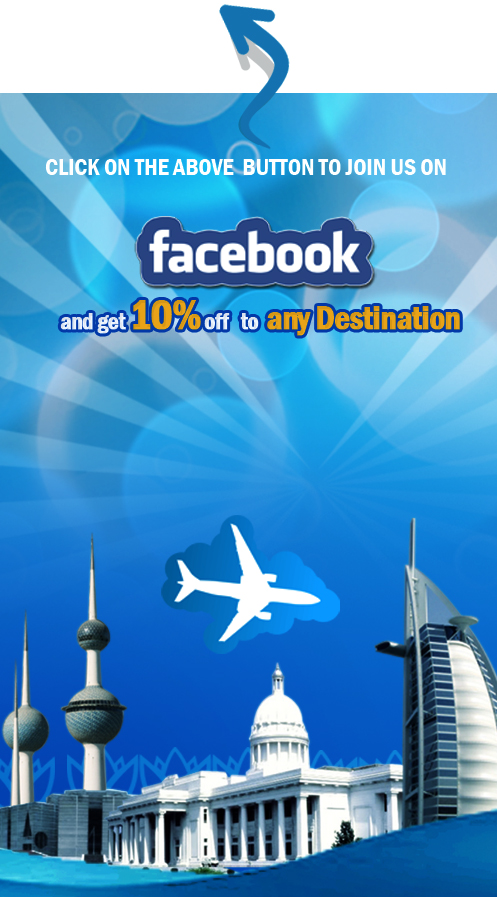 CLICK ON THE ABOVE BUTTON TO JOIN US ON
facebook
and get 10% off to any Destination